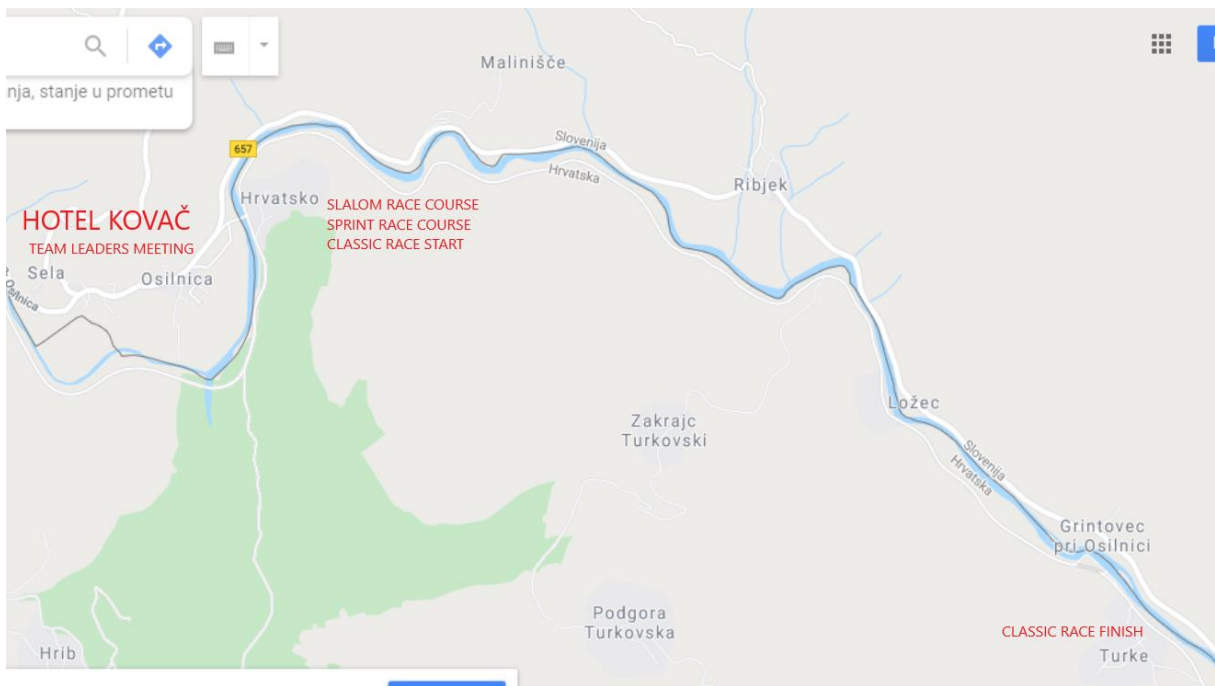 nja, stanje u prometu
Malinišče
657
Slovenija
Hrvatska
Ribjek
Hrvatsko
SLALOM RACE COURSE
SPRINT RACE COURSE
CLASSIC RACE START
HOTEL KOVAČ
TEAM LEADERS MEETING
Sela
Osilnica
Osilnica
Ložec
Zakrajc
Turkovski
Slovenija
Hrvatska
Grintovec
pri Osilnici
Podgora
Turkovska
CLASSIC RACE FINISH
Hrib
Turke